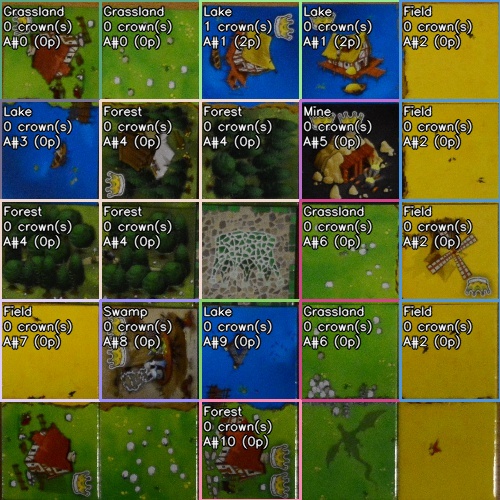 Grassland
0 crown(s)
A#0 (0p)
Grassland
0 crown(s)
A#0 (0p)
Lake
1 crown(s)
A#1 (2p)
Lake
0 crown(s)
A#1 (2p)
Field
0 crown(s)
A#2 (0p)
Lake
0 crown(s)
A#3 (0p)
Forest
0 crown(s)
A#4 (0p)
Forest
0 crown(s)
A#4 (0p)
Mine
0 crown(s)
A#5 (0p)
Field
0 crown(s)
A#2 (0p)
Forest
0 crown(s)
A#4 (0p)
Forest
0 crown(s)
A#4 (0p)
Grassland
0 crown(s)
A#6 (0p)
Field
0 crown(s)
A#2 (0p)
Field
0 crown(s)
A#7 (0p)
Swamp
0 crown(s)
A#8 (0p)
Lake
0 crown(s)
A#9 (0p)
Grassland
0 crown(s)
A#6 (0p)
Field
0 crown(s)
A#2 (0p)
Forest
0 crown(s)
A#10 (0p)